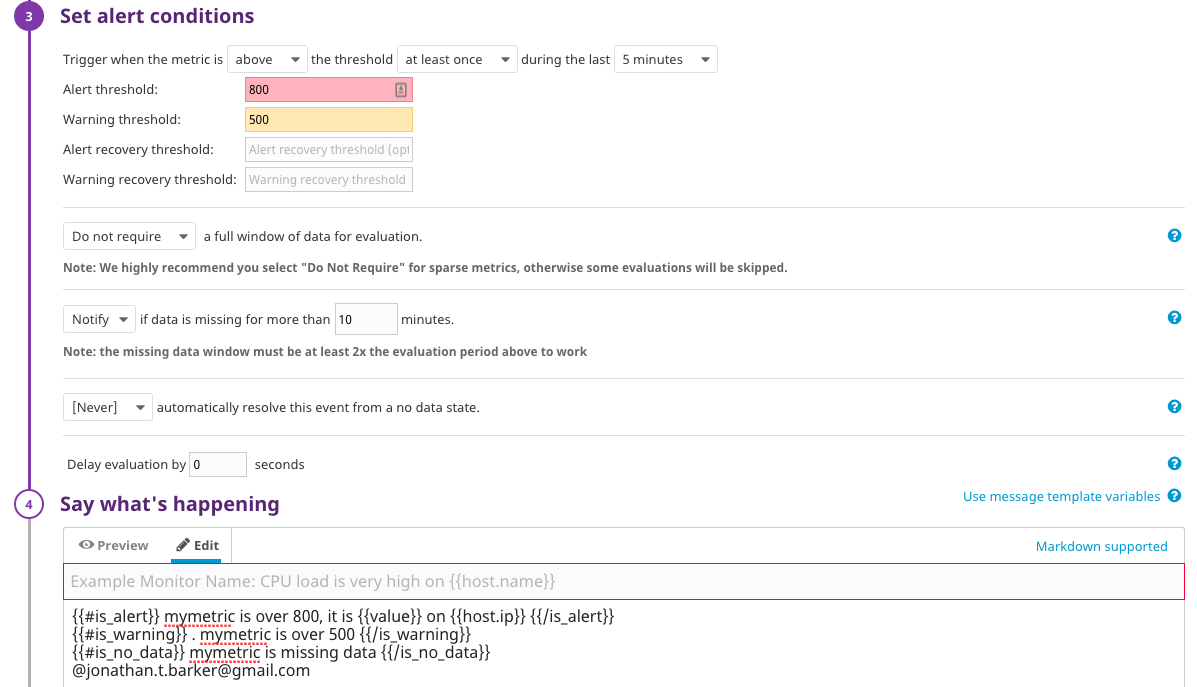 3 Set alert conditions
Trigger when the metric is above the threshold at least once during the last 5 minutes
Alert threshold: 800
Warning threshold: 500
Alert recovery threshold: Alert recovery threshold (opt
Warning recovery threshold: Warning recovery threshold
Do not require a full window of data for evaluation. ?
Note: We highly recommend you select "Do Not Require" for sparse metrics, otherwise some evaluations will be skipped.
Notify if data is missing for more than 10 minutes. ?
Note: the missing data window must be at least 2x the evaluation period above to work
[Never] automatically resolve this event from a no data state. ?
Delay evaluation by 0 seconds ?
4 Say what's happening Use message template variables ?
Preview Edit Markdown supported
Example Monitor Name: CPU load is very high on {{host.name}}
{{#is_alert}} mymetric is over 800, it is {{value}} on {{host.ip}} {{/is_alert}}
{{#is_warning}} . mymetric is over 500 {{/is_warning}}
{{#is_no_data}} mymetric is missing data {{/is_no_data}}
@jonathan.t.barker@gmail.com